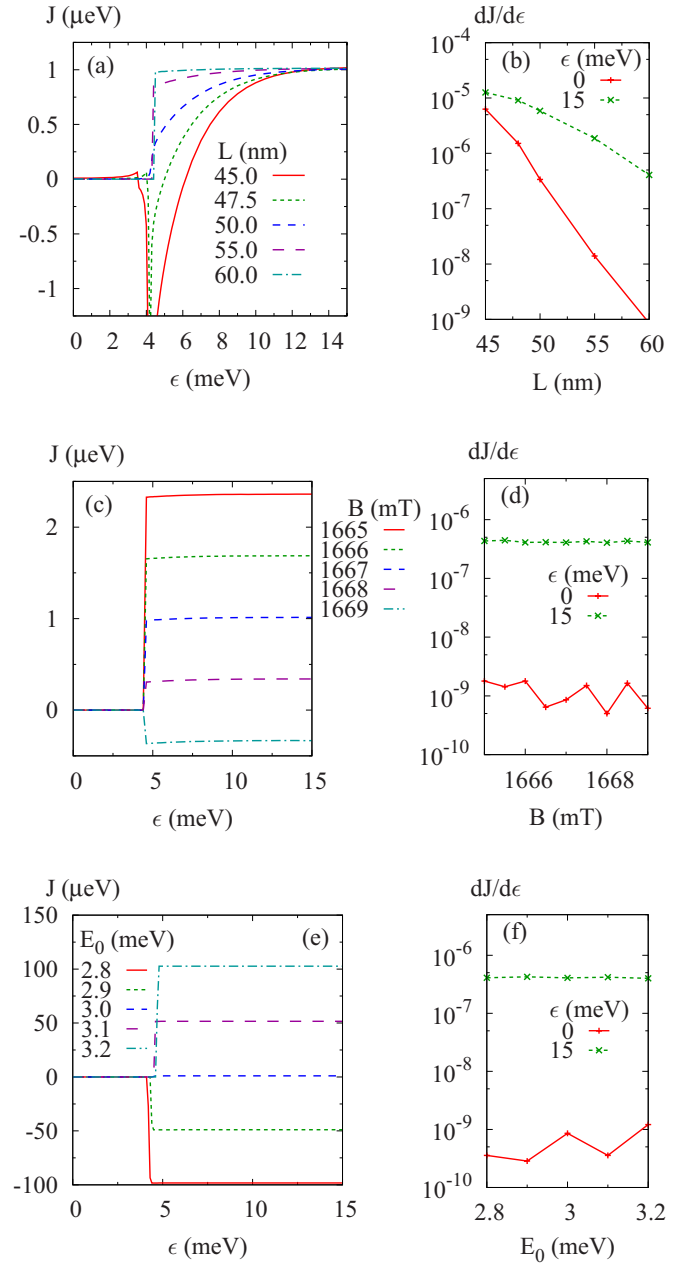 J (μeV)
(a)
1
0.5
0
-0.5
-1
L (nm)
45.0
47.5
50.0
55.0
60.0
0 2 4 6 8 10 12 14
ϵ (meV)
dJ/dϵ
(b)
ϵ (meV)
0
15
10⁻⁴
10⁻⁵
10⁻⁶
10⁻⁷
10⁻⁸
10⁻⁹
45 50 55 60
L (nm)
J (μeV)
(c)
2
1
0
B (mT)
1665
1666
1667
1668
1669
0 5 10 15
ϵ (meV)
dJ/dϵ
(d)
10⁻⁶
10⁻⁷
10⁻⁸
10⁻⁹
10⁻¹⁰
ϵ (meV)
0
15
1666 1668
B (mT)
J (μeV)
(e)
150
100
50
0
-50
-100
E₀ (meV)
2.8
2.9
3.0
3.1
3.2
0 5 10 15
ϵ (meV)
dJ/dϵ
(f)
10⁻⁶
10⁻⁷
10⁻⁸
10⁻⁹
10⁻¹⁰
ϵ (meV)
0
15
2.8 3 3.2
E₀ (meV)